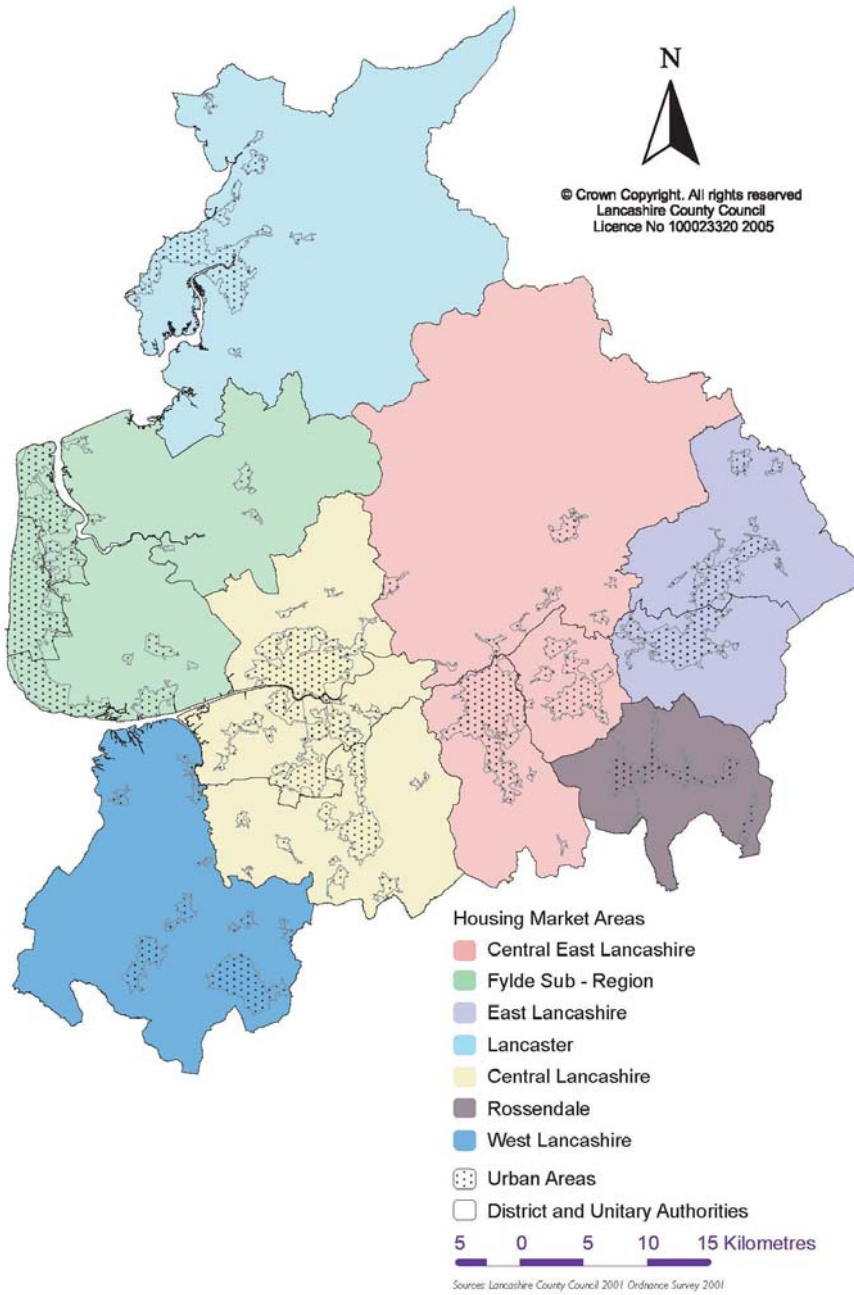 N
© Crown Copyright. All rights reserved
Lancashire County Council
Licence No 100023320 2005
Housing Market Areas
Central East Lancashire
Fylde Sub - Region
East Lancashire
Lancaster
Central Lancashire
Rossendale
West Lancashire
Urban Areas
District and Unitary Authorities
5 0 5 10 15 Kilometres
Sources: Lancashire County Council 2001 Ordnance Survey 2001